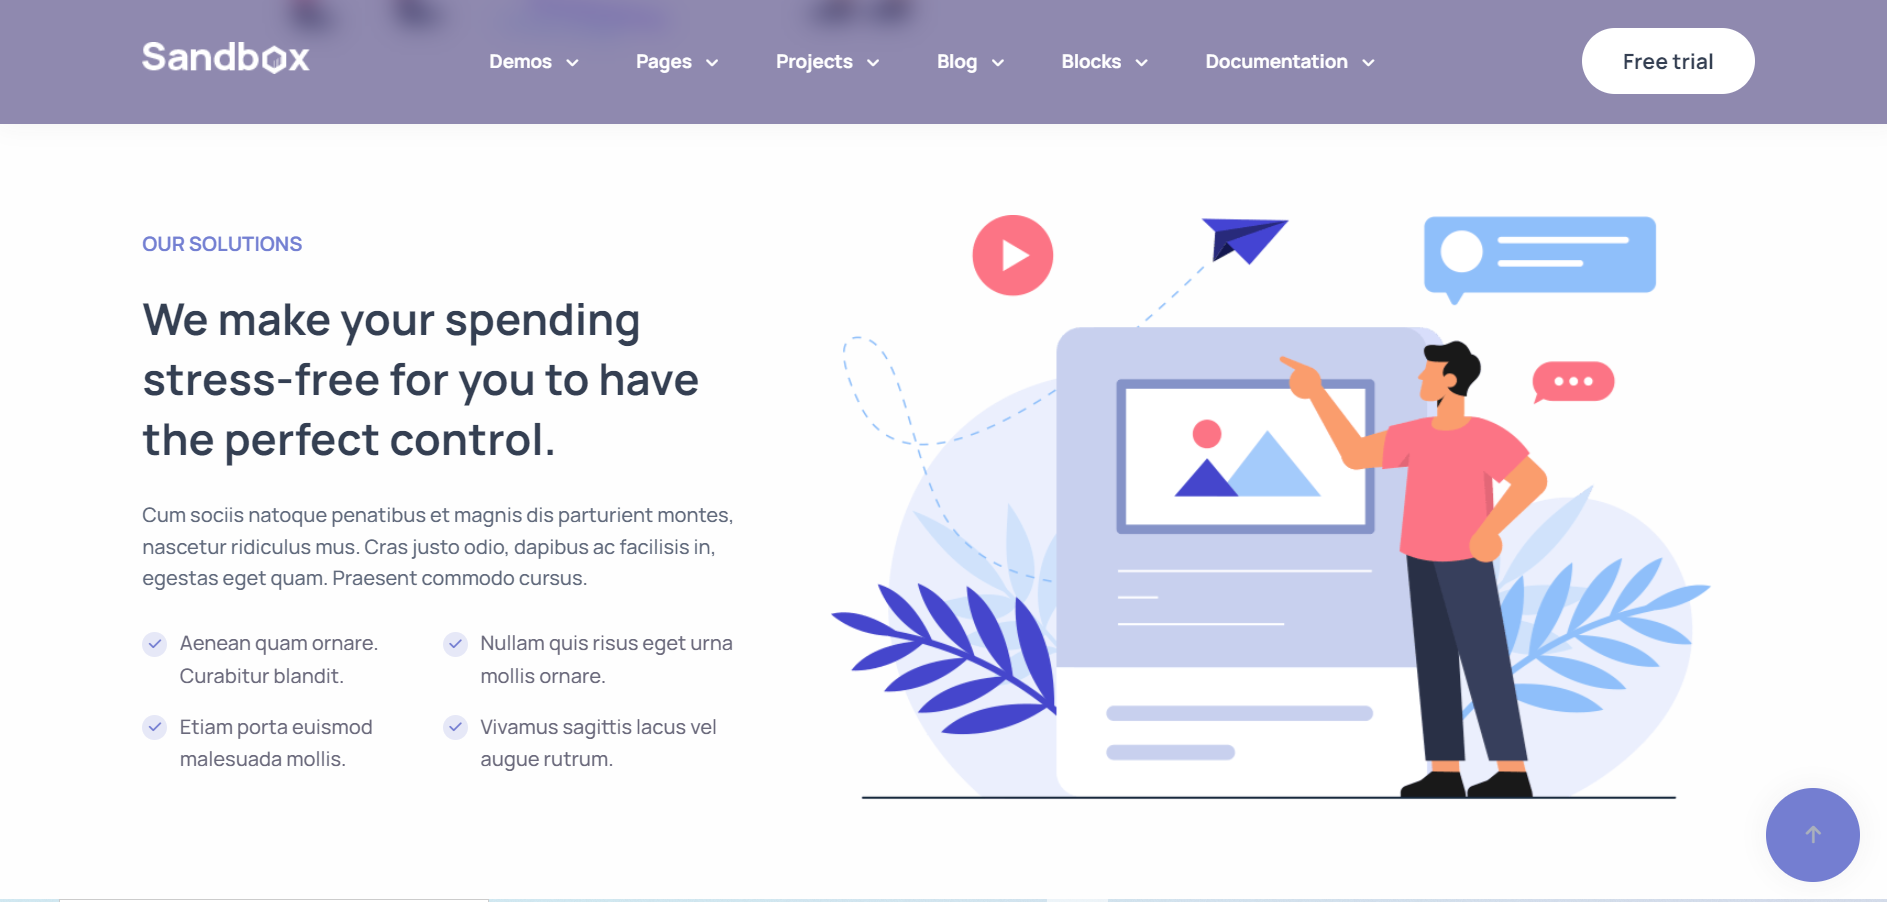 Sandbox
Demos
Pages
Projects
Blog
Blocks
Documentation
Free trial
OUR SOLUTIONS
We make your spending
stress-free for you to have
the perfect control.
Cum sociis natoque penatibus et magnis dis parturient montes,
nascetur ridiculus mus. Cras justo odio, dapibus ac facilisis in,
egestas eget quam. Praesent commodo cursus.
Aenean quam ornare.
Curabitur blandit.
Nullam quis risus eget urna
mollis ornare.
Etiam porta euismod
malesuada mollis.
Vivamus sagittis lacus vel
augue rutrum.